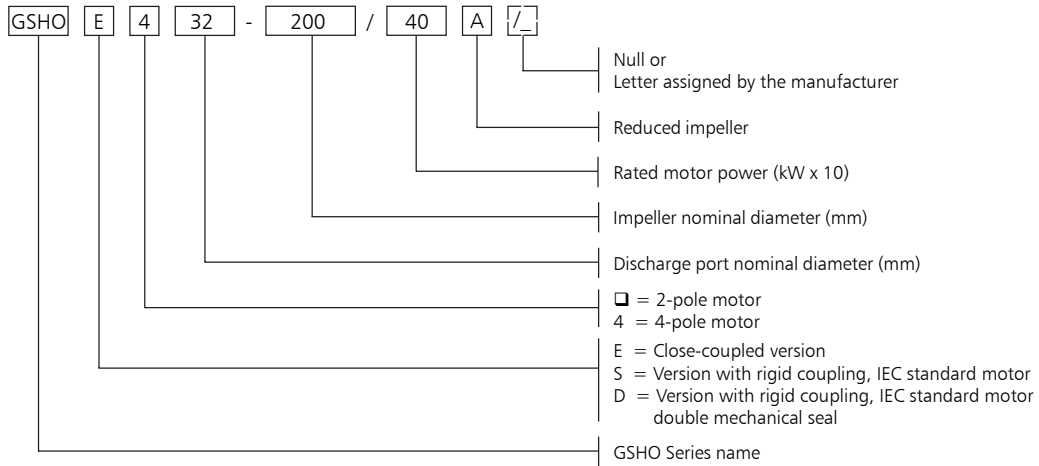 GSHO E 4 32 - 200 / 40 A /_
Null or
Letter assigned by the manufacturer
Reduced impeller
Rated motor power (kW x 10)
Impeller nominal diameter (mm)
Discharge port nominal diameter (mm)
❑ = 2-pole motor
4 = 4-pole motor
E = Close-coupled version
S = Version with rigid coupling, IEC standard motor
D = Version with rigid coupling, IEC standard motor
double mechanical seal
GSHO Series name